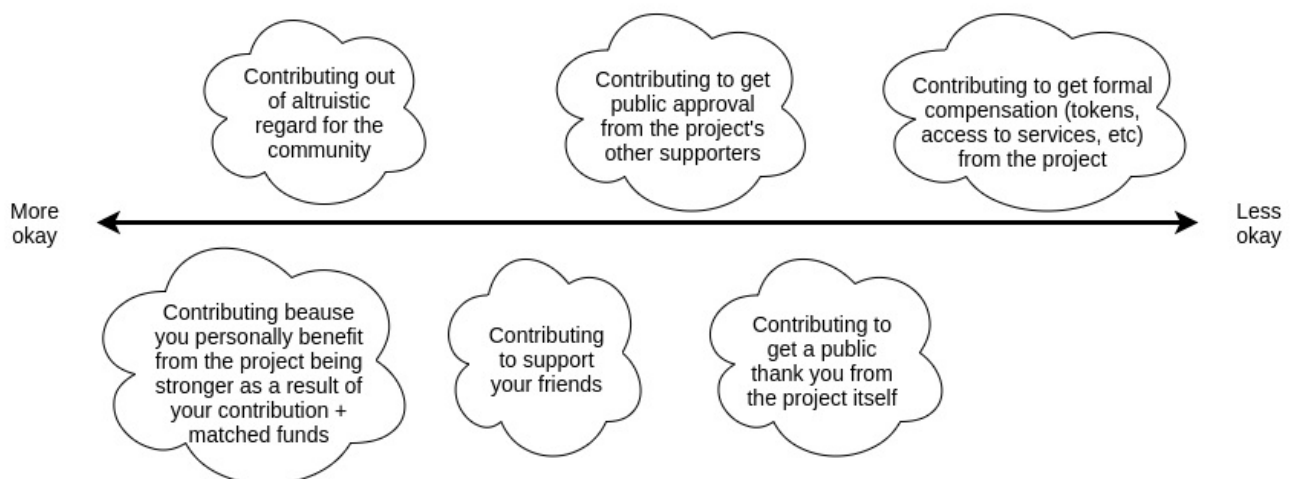 Contributing out
of altruistic
regard for the
community
Contributing to get
public approval
from the project's
other supporters
Contributing to get formal
compensation (tokens,
access to services, etc)
from the project
More
okay
Less
okay
Contributing beause
you personally benefit
from the project being
stronger as a result of
your contribution +
matched funds
Contributing
to support
your friends
Contributing to
get a public
thank you from
the project itself